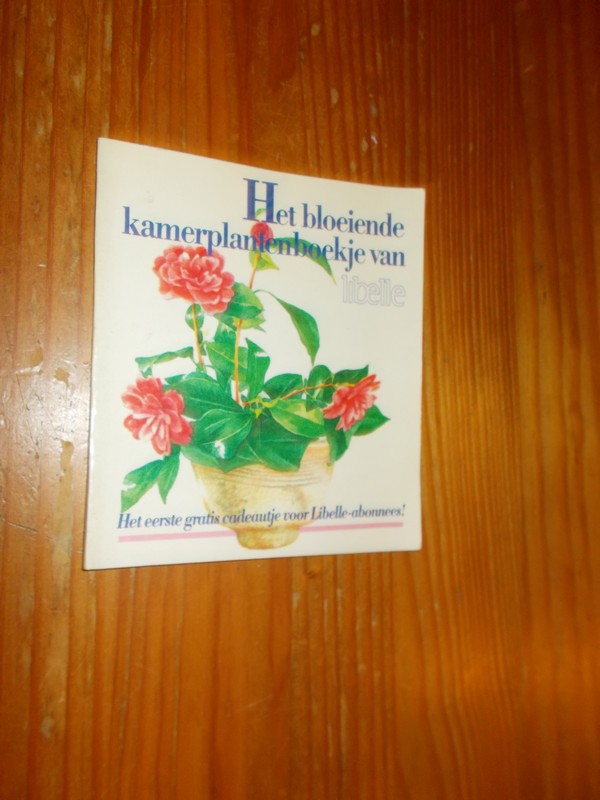 Het bloeiende
kamerplantenboekje van
libelle
Het eerste gratis cadeautje voor Libelle-abonnees!